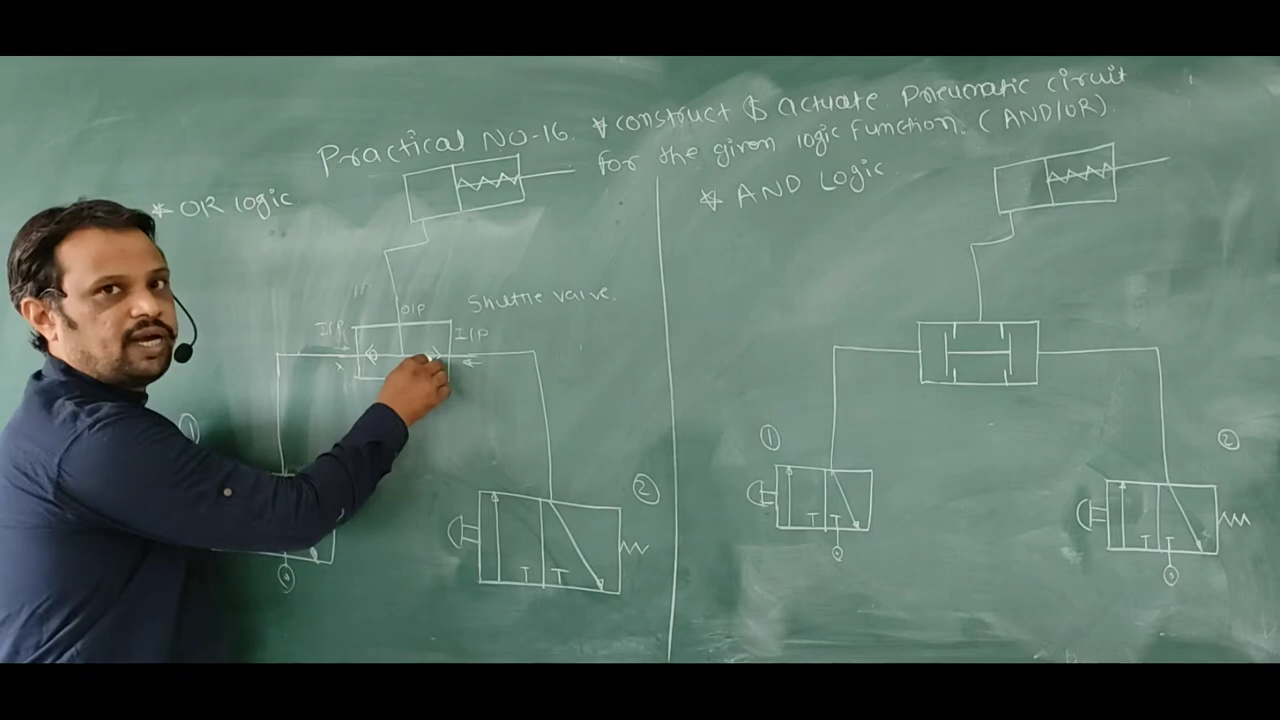 Practical NO-16. * construct & actuate Pneumatic ciruit
for the given logic Function. (AND/OR).
* OR logic
* AND Logic.
O/P
Shuttle valve.
I/P
I/P
x
1
2
1
2